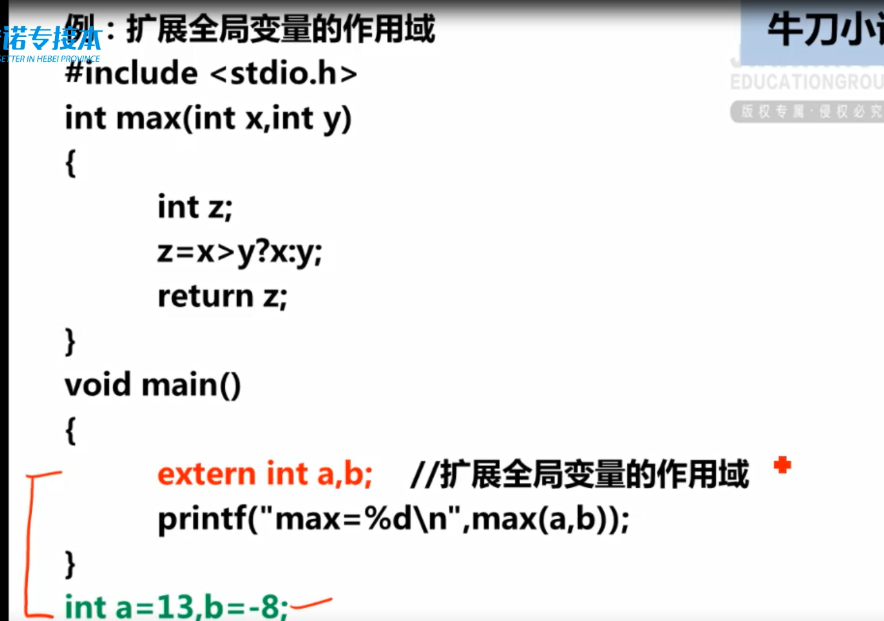 例：扩展全局变量的作用域
诺专接本
ETTER IN HEBEI PROVINCE
牛刀小
EDUCATIONGROU
版权专属·侵权必究
#include <stdio.h>
int max(int x,int y)
{
int z;
z=x>y?x:y;
return z;
}
void main()
{
extern int a,b; //扩展全局变量的作用域
printf("max=%d\n",max(a,b));
}
int a=13,b=-8;